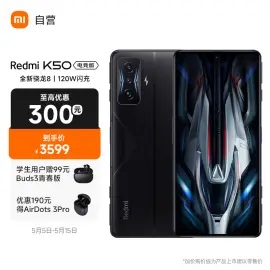 自营
Redmi K50 电竞版
全新骁龙8 | 120W闪充
至高优惠
300元
到手价
¥3599
学生用户赠99元
Buds3青春版
优惠190元
得AirDots 3Pro
5月5日-5月15日
Redmi